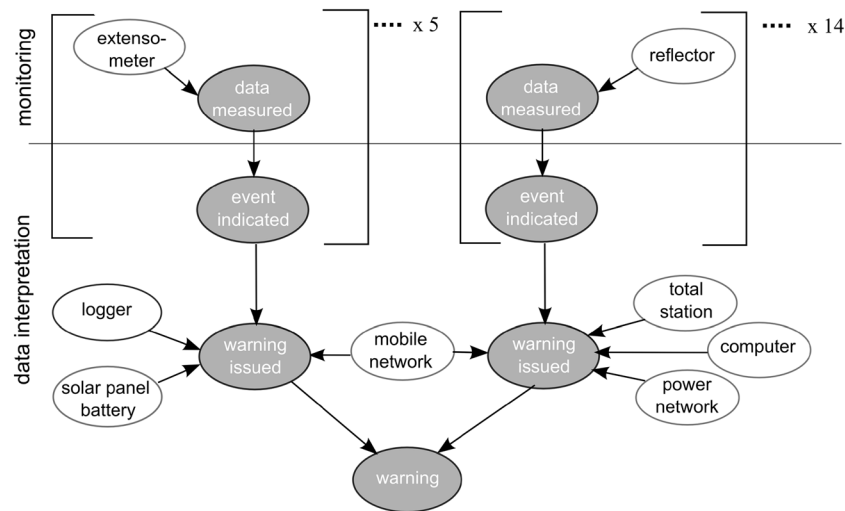 monitoring
extenso-
meter
data
measured
.... x 5
data
measured
reflector
.... x 14
event
indicated
event
indicated
data interpretation
logger
solar panel
battery
warning
issued
mobile
network
warning
issued
total
station
computer
power
network
warning